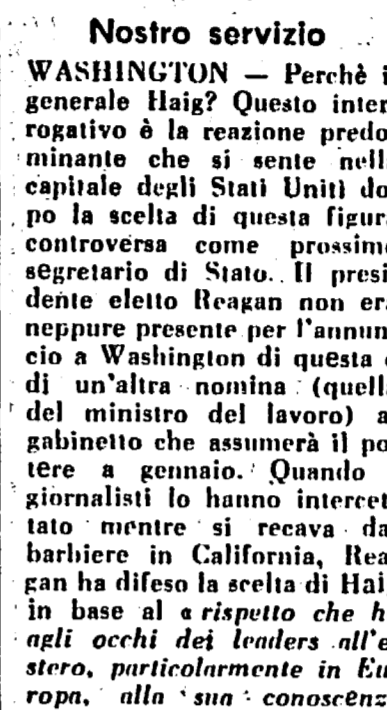 Nostro servizio
WASHINGTON — Perchè i
generale Haig? Questo inter
rogativo è la reazione predo
minante che si sente nell
capitale degli Stati Uniti do
po la scelta di questa figur
controversa come prossim
segretario di Stato. Il presi
dente eletto Reagan non er
neppure presente per l'annun
cio a Washington di questa
di un'altra nomina (quell
del ministro del lavoro) a
gabinetto che assumerà il po
tere a gennaio. Quando
giornalisti lo hanno intercet
tato mentre si recava da
barbiere in California, Rea
gan ha difeso la scelta di Hai
in base al « rispetto che h
agli occhi dei leaders all'e
stero, particolarmente in Eu
ropa, alla sua conoscenz